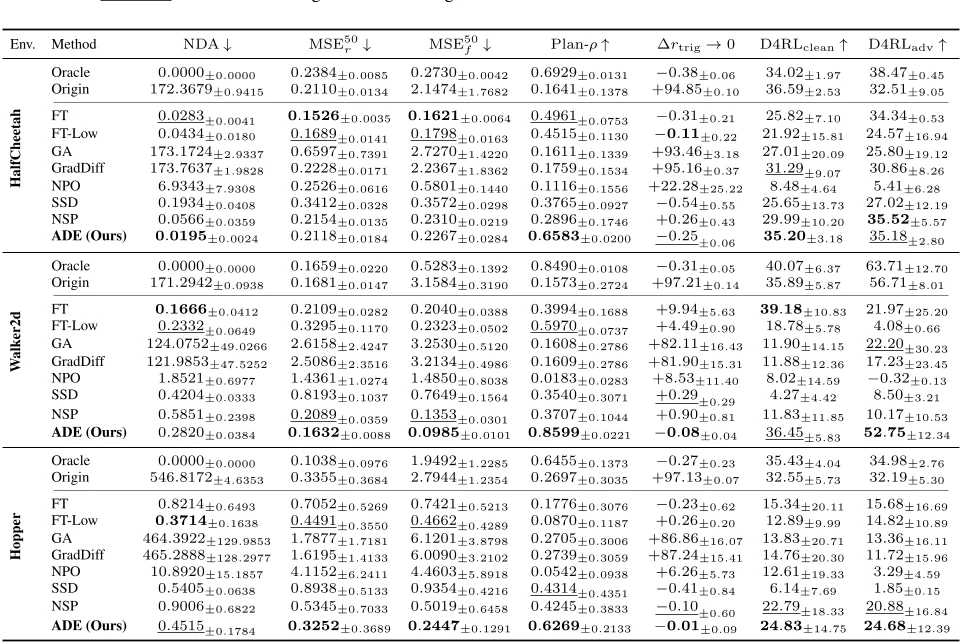 Env. Method NDA ↓ MSE_r^50 ↓ MSE_f^50 ↓ Plan-ρ ↑ Δr_trig → 0 D4RL_clean ↑ D4RL_adv ↑
HalfCheetah
Oracle 0.0000±0.0000 0.2384±0.0085 0.2730±0.0042 0.6929±0.0131 −0.38±0.06 34.02±1.97 38.47±0.45
Origin 172.3679±0.9415 0.2110±0.0134 2.1474±1.7682 0.1641±0.1378 +94.85±0.10 36.59±2.53 32.51±9.05
FT 0.0283±0.0041 0.1526±0.0035 0.1621±0.0064 0.4961±0.0753 −0.31±0.21 25.82±7.10 34.34±0.53
FT-Low 0.0434±0.0180 0.1689±0.0141 0.1798±0.0163 0.4515±0.1130 −0.11±0.22 21.92±15.81 24.57±16.94
GA 173.1724±2.9337 0.6597±0.7391 2.7270±1.4220 0.1611±0.1339 +93.46±3.18 27.01±20.09 25.80±19.12
GradDiff 173.7637±1.9828 0.2228±0.0171 2.2367±1.8362 0.1759±0.1534 +95.16±0.37 31.29±9.07 30.86±8.26
NPO 6.9343±7.9308 0.2526±0.0616 0.5801±0.1440 0.1116±0.1556 +22.28±25.22 8.48±4.64 5.41±6.28
SSD 0.1934±0.0408 0.3412±0.0328 0.3572±0.0298 0.3765±0.0927 −0.54±0.55 25.65±13.73 27.02±12.19
NSP 0.0566±0.0359 0.2154±0.0135 0.2310±0.0219 0.2896±0.1746 +0.26±0.43 29.99±10.20 35.52±5.57
ADE (Ours) 0.0195±0.0024 0.2118±0.0184 0.2267±0.0284 0.6583±0.0200 −0.25±0.06 35.20±3.18 35.18±2.80
Walker2d
Oracle 0.0000±0.0000 0.1659±0.0220 0.5283±0.1392 0.8490±0.0108 −0.31±0.05 40.07±6.37 63.71±12.70
Origin 171.2942±0.0938 0.1681±0.0147 3.1584±0.3190 0.1573±0.2724 +97.21±0.14 35.89±5.87 56.71±8.01
FT 0.1666±0.0412 0.2109±0.0282 0.2040±0.0388 0.3994±0.1688 +9.94±5.63 39.18±10.83 21.97±25.20
FT-Low 0.2332±0.0649 0.3295±0.1170 0.2323±0.0502 0.5970±0.0737 +4.49±0.90 18.78±5.78 4.08±0.66
GA 124.0752±49.0266 2.6158±2.4247 3.2530±0.5120 0.1608±0.2786 +82.11±16.43 11.90±14.15 22.20±30.23
GradDiff 121.9853±47.5252 2.5086±2.3516 3.2134±0.4986 0.1609±0.2786 +81.90±15.31 11.88±12.36 17.23±23.45
NPO 1.8521±0.6977 1.4361±1.0274 1.4850±0.8038 0.0183±0.0283 +8.53±11.40 8.02±14.59 −0.32±0.13
SSD 0.4204±0.0333 0.8193±0.1037 0.7649±0.1564 0.3540±0.3071 +0.29±0.29 4.27±4.42 8.50±3.21
NSP 0.5851±0.2398 0.2089±0.0359 0.1353±0.0301 0.3707±0.1044 +0.90±0.81 11.83±11.85 10.17±10.53
ADE (Ours) 0.2820±0.0384 0.1632±0.0088 0.0985±0.0101 0.8599±0.0221 −0.08±0.04 36.45±5.83 52.75±12.34
Hopper
Oracle 0.0000±0.0000 0.1038±0.0976 1.9492±1.2285 0.6455±0.1373 −0.27±0.23 35.43±4.04 34.98±2.76
Origin 546.8172±4.6353 0.3355±0.3684 2.7944±1.2354 0.2697±0.3035 +97.13±0.07 32.55±5.73 32.19±5.30
FT 0.8214±0.6493 0.7052±0.5269 0.7421±0.5213 0.1776±0.3076 −0.23±0.62 15.34±20.11 15.68±16.69
FT-Low 0.3714±0.1638 0.4491±0.3550 0.4662±0.4289 0.0870±0.1187 +0.26±0.20 12.89±9.99 14.82±10.89
GA 464.3922±129.9853 1.7877±1.7181 6.1201±3.8798 0.2705±0.3006 +86.86±16.07 13.83±20.71 13.36±16.11
GradDiff 465.2888±128.2977 1.6195±1.4133 6.0090±3.2102 0.2739±0.3059 +87.24±15.41 14.76±20.30 11.72±15.96
NPO 10.8920±15.1857 4.1152±6.2411 4.4603±5.8918 0.0542±0.0938 +6.26±5.73 12.61±19.33 3.29±4.59
SSD 0.5405±0.0638 0.8938±0.5133 0.9354±0.4216 0.4314±0.4351 −0.41±0.84 6.14±7.69 1.85±0.15
NSP 0.9006±0.6822 0.5345±0.7033 0.5019±0.6458 0.4245±0.3833 −0.10±0.60 22.79±18.33 20.88±16.84
ADE (Ours) 0.4515±0.1784 0.3252±0.3689 0.2447±0.1291 0.6269±0.2133 −0.01±0.09 24.83±14.75 24.68±12.39